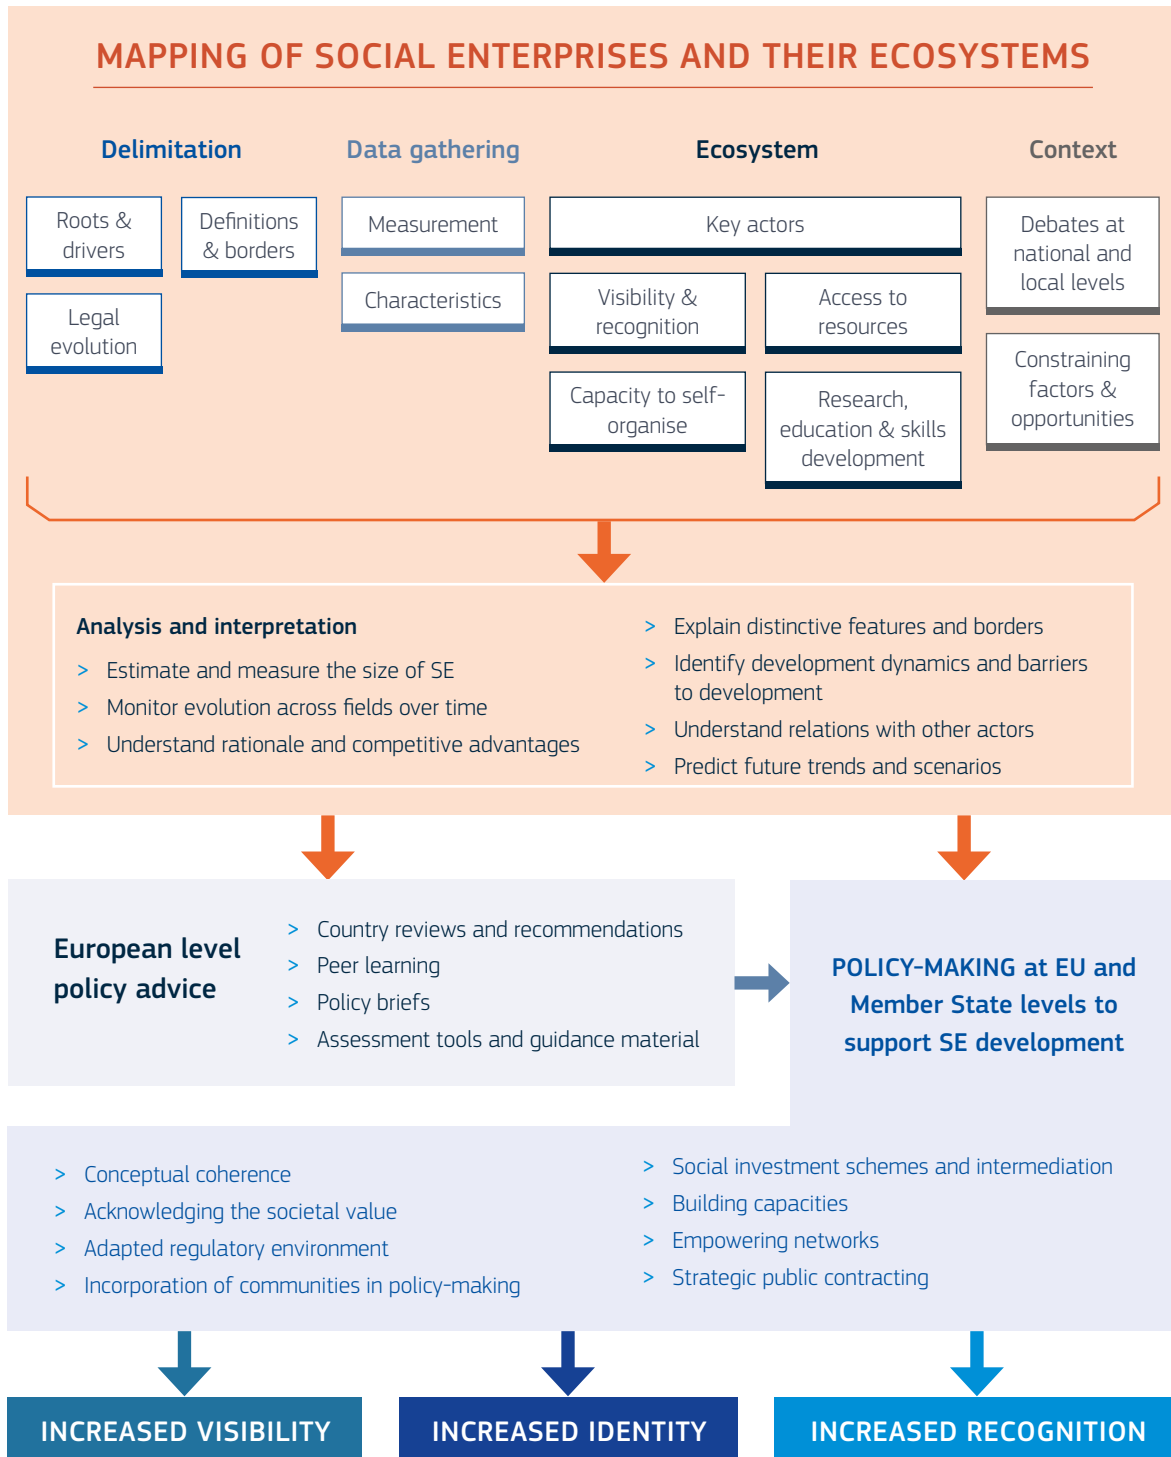 MAPPING OF SOCIAL ENTERPRISES AND THEIR ECOSYSTEMS
Delimitation
Roots &
drivers
Definitions
& borders
Legal
evolution
Data gathering
Measurement
Characteristics
Ecosystem
Key actors
Visibility &
recognition
Access to
resources
Capacity to self-
organise
Research,
education & skills
development
Context
Debates at
national and
local levels
Constraining
factors &
opportunities
Analysis and interpretation
> Estimate and measure the size of SE
> Monitor evolution across fields over time
> Understand rationale and competitive advantages
> Explain distinctive features and borders
> Identify development dynamics and barriers
to development
> Understand relations with other actors
> Predict future trends and scenarios
European level
policy advice
> Country reviews and recommendations
> Peer learning
> Policy briefs
> Assessment tools and guidance material
POLICY-MAKING at EU and
Member State levels to
support SE development
> Conceptual coherence
> Acknowledging the societal value
> Adapted regulatory environment
> Incorporation of communities in policy-making
> Social investment schemes and intermediation
> Building capacities
> Empowering networks
> Strategic public contracting
INCREASED VISIBILITY
INCREASED IDENTITY
INCREASED RECOGNITION